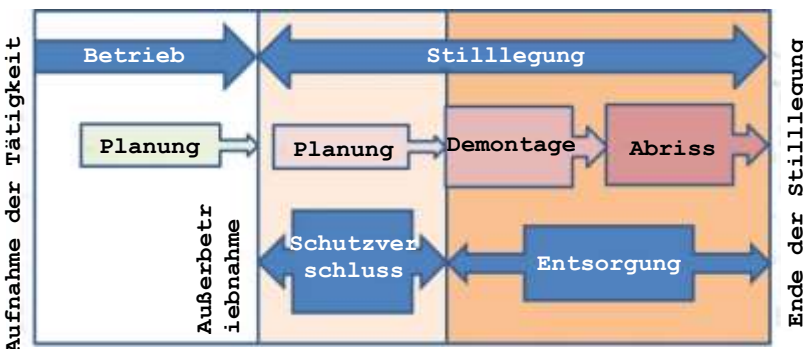 Aufnahme der Tätigkeit
Betrieb
Stilllegung
Planung
Planung
Demontage
Abriss
Außerbetr
iebnahme
Schutzver
schluss
Entsorgung
Ende der Stilllegung